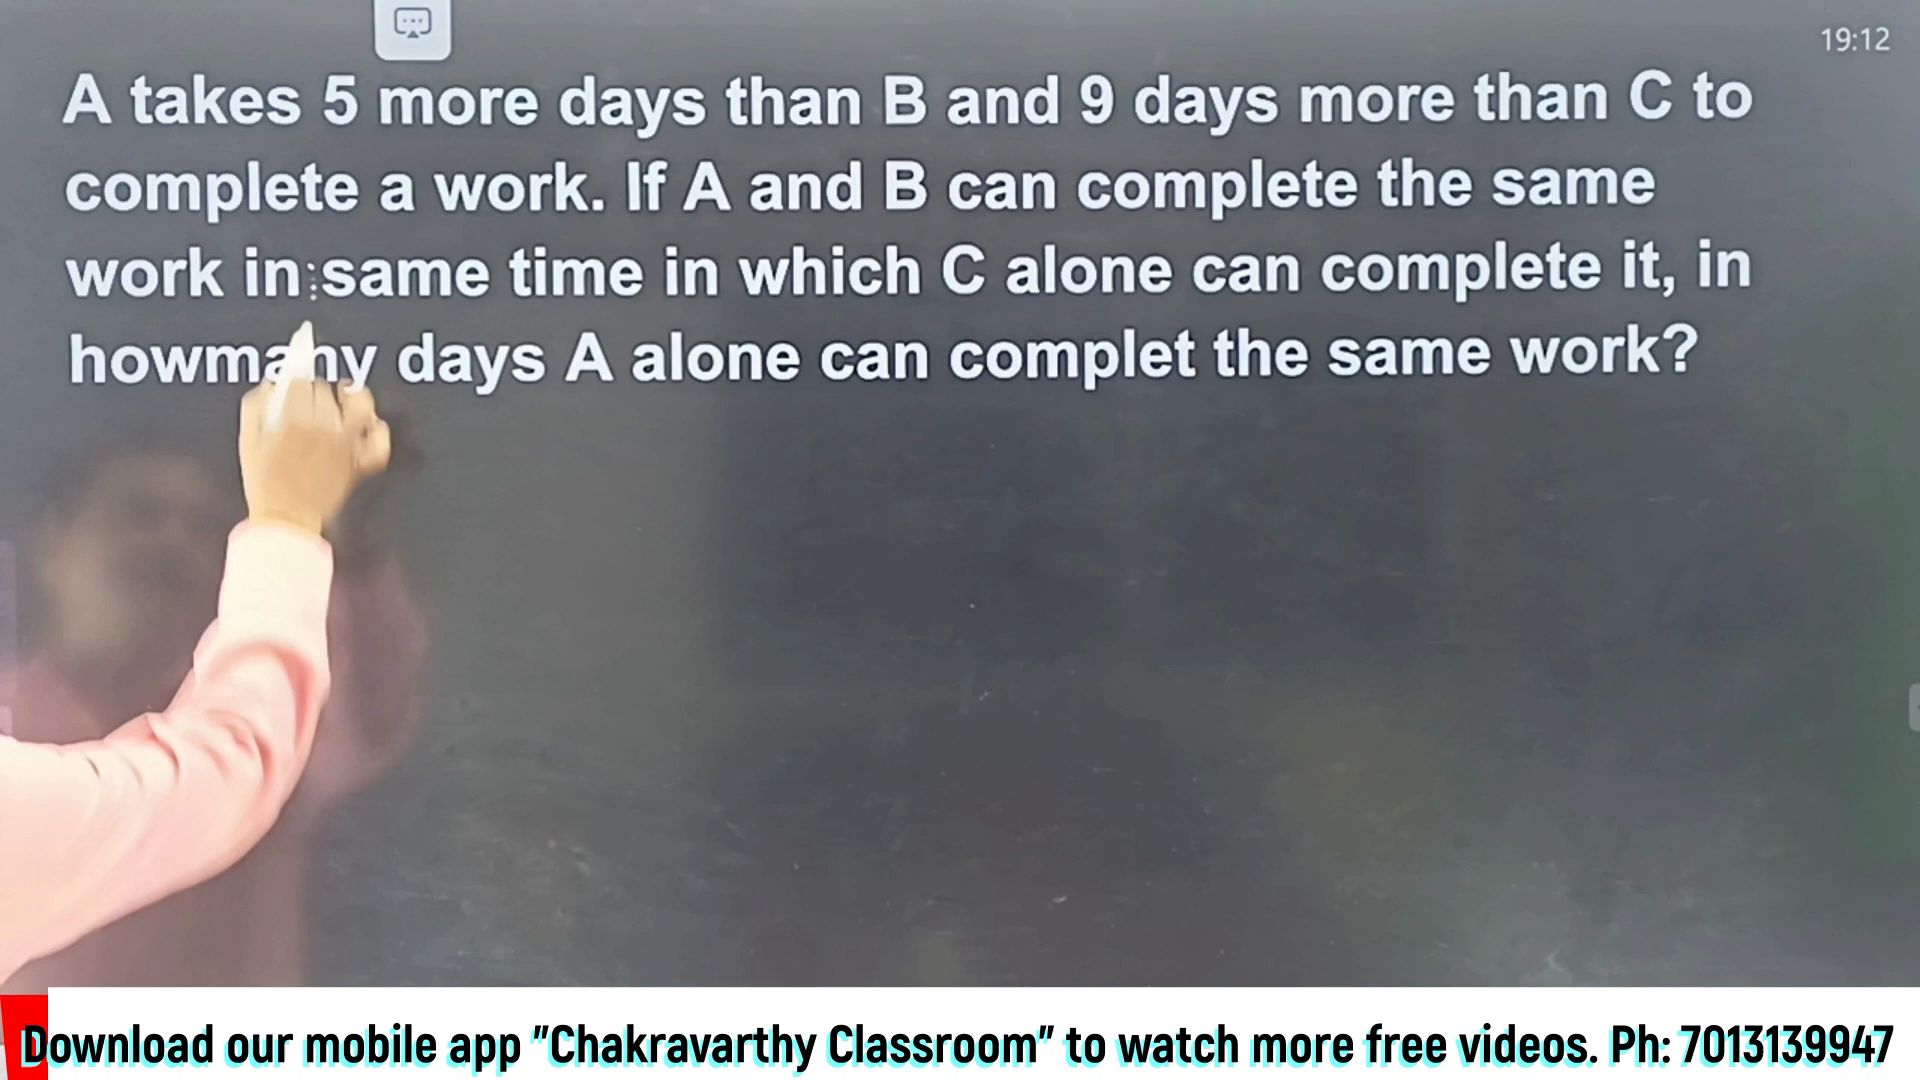 19:12
A takes 5 more days than B and 9 days more than C to
complete a work. If A and B can complete the same
work in same time in which C alone can complete it, in
howmany days A alone can complet the same work?
Download our mobile app "Chakravarthy Classroom" to watch more free videos. Ph: 7013139947